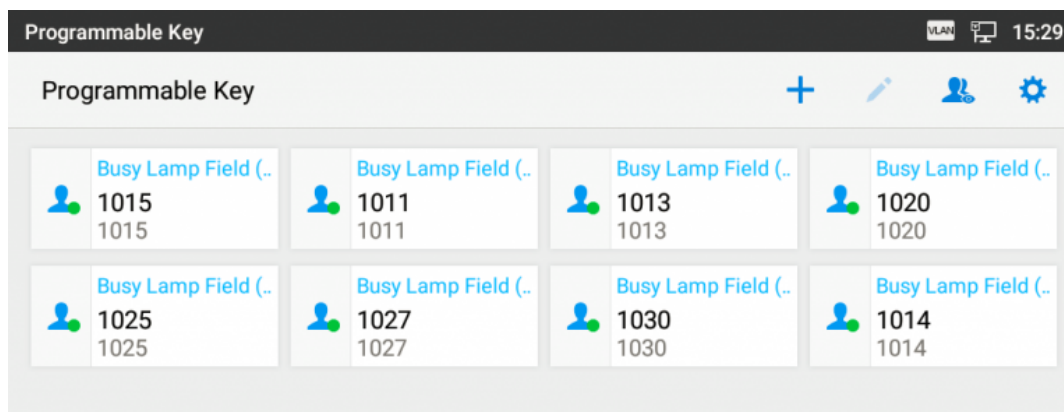 Programmable Key
VLAN
15:29
Programmable Key
Busy Lamp Field (..
1015
1015
Busy Lamp Field (..
1011
1011
Busy Lamp Field (..
1013
1013
Busy Lamp Field (..
1020
1020
Busy Lamp Field (..
1025
1025
Busy Lamp Field (..
1027
1027
Busy Lamp Field (..
1030
1030
Busy Lamp Field (..
1014
1014